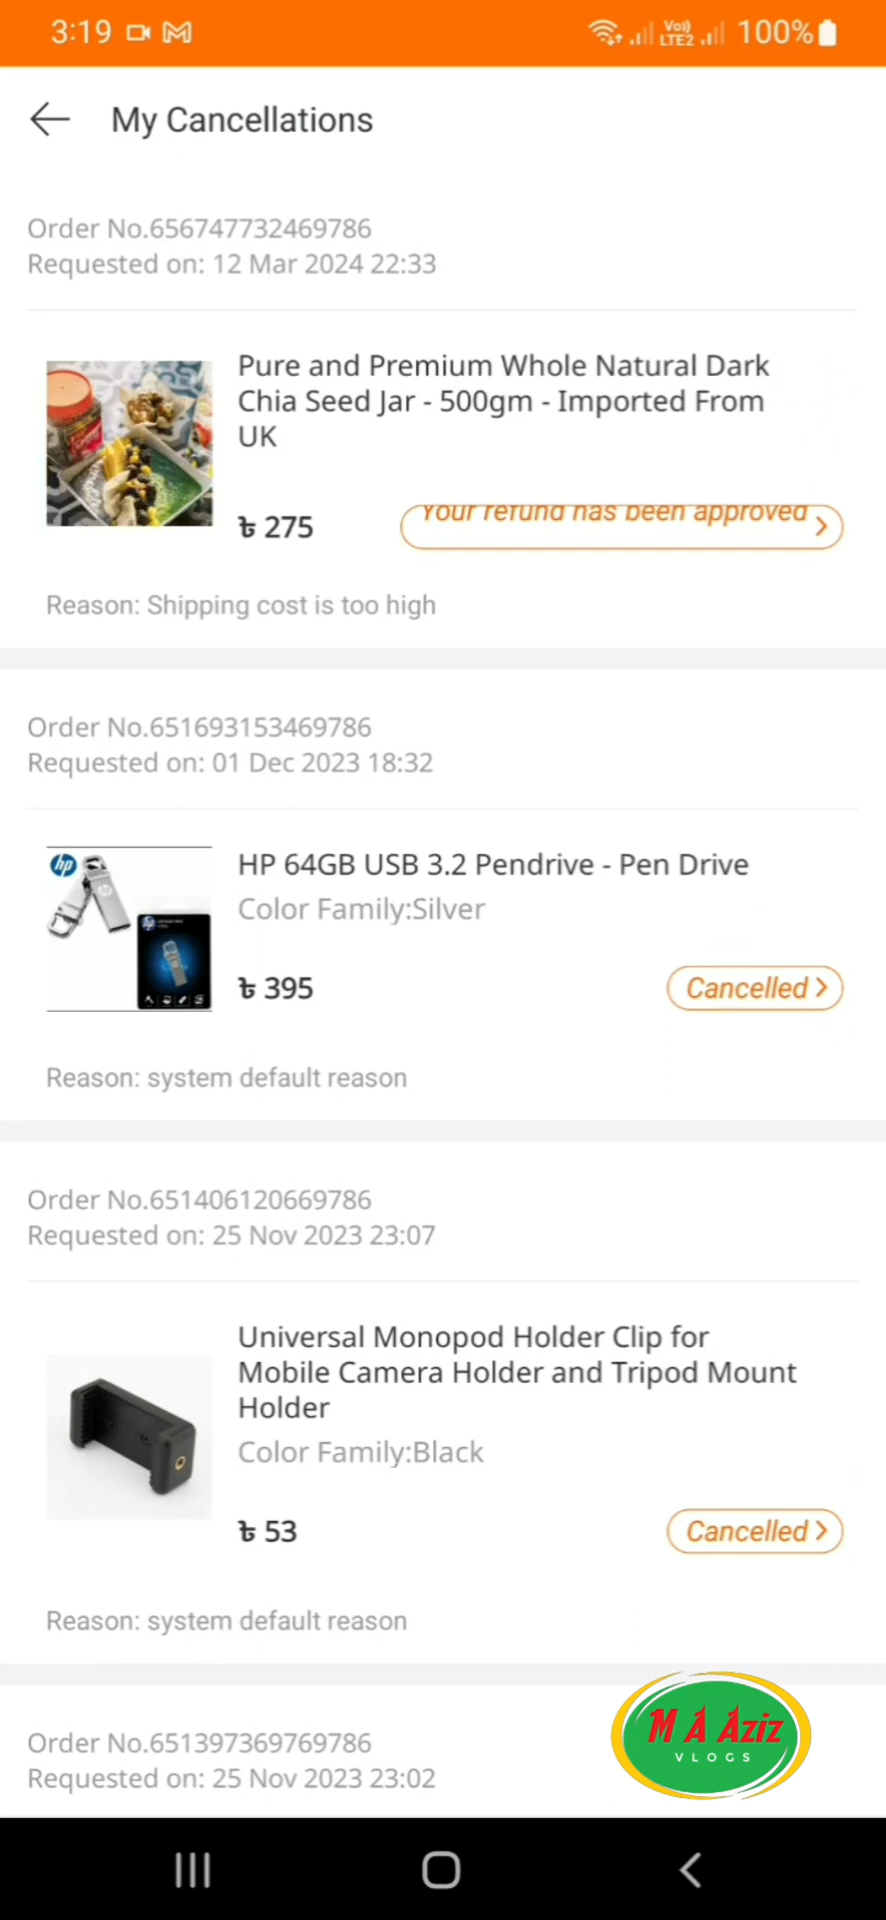 3:19
Vo))
LTE2
100%
My Cancellations
Order No.656747732469786
Requested on: 12 Mar 2024 22:33
Pure and Premium Whole Natural Dark
Chia Seed Jar - 500gm - Imported From
UK
৳ 275
Your refund has been approved
Reason: Shipping cost is too high
Order No.651693153469786
Requested on: 01 Dec 2023 18:32
hp
HP 64GB USB 3.2 Pendrive - Pen Drive
Color Family:Silver
৳ 395
Cancelled
Reason: system default reason
Order No.651406120669786
Requested on: 25 Nov 2023 23:07
Universal Monopod Holder Clip for
Mobile Camera Holder and Tripod Mount
Holder
Color Family:Black
৳ 53
Cancelled
Reason: system default reason
Order No.651397369769786
Requested on: 25 Nov 2023 23:02
M A Aziz
VLOGS